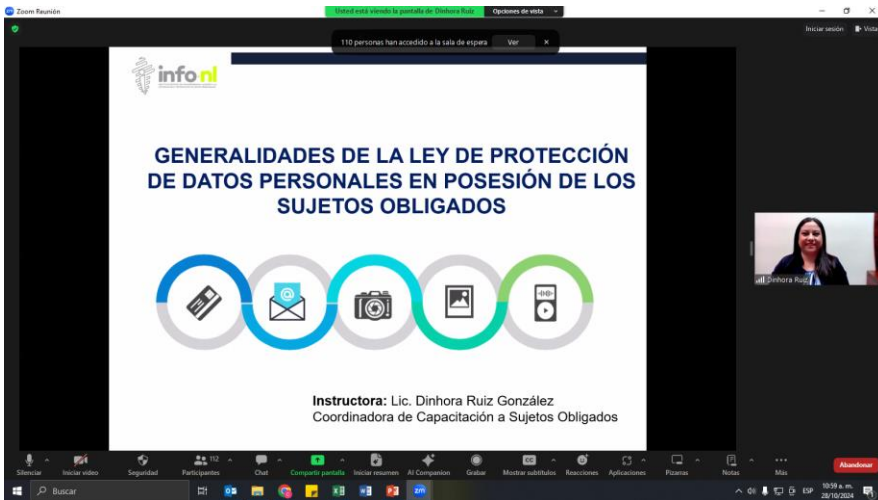 Zoom Reunión
Usted está viendo la pantalla de Dinhora Ruiz
Opciones de vista
110 personas han accedido a la sala de espera
Ver
Iniciar sesión
Vista
info nl
GENERALIDADES DE LA LEY DE PROTECCIÓN
DE DATOS PERSONALES EN POSESIÓN DE LOS
SUJETOS OBLIGADOS
@
Dinhora Ruiz
Instructora: Lic. Dinhora Ruiz González
Coordinadora de Capacitación a Sujetos Obligados
112
CC
Silenciar
Iniciar video
Seguridad
Participantes
Chat
Compartir pantalla
Iniciar resumen
AI Companion
Grabar
Mostrar subtítulos
Reacciones
Aplicaciones
Pizarras
Notas
Más
Abandonar
Buscar
zm
ESP
10:59 a. m.
28/10/2024